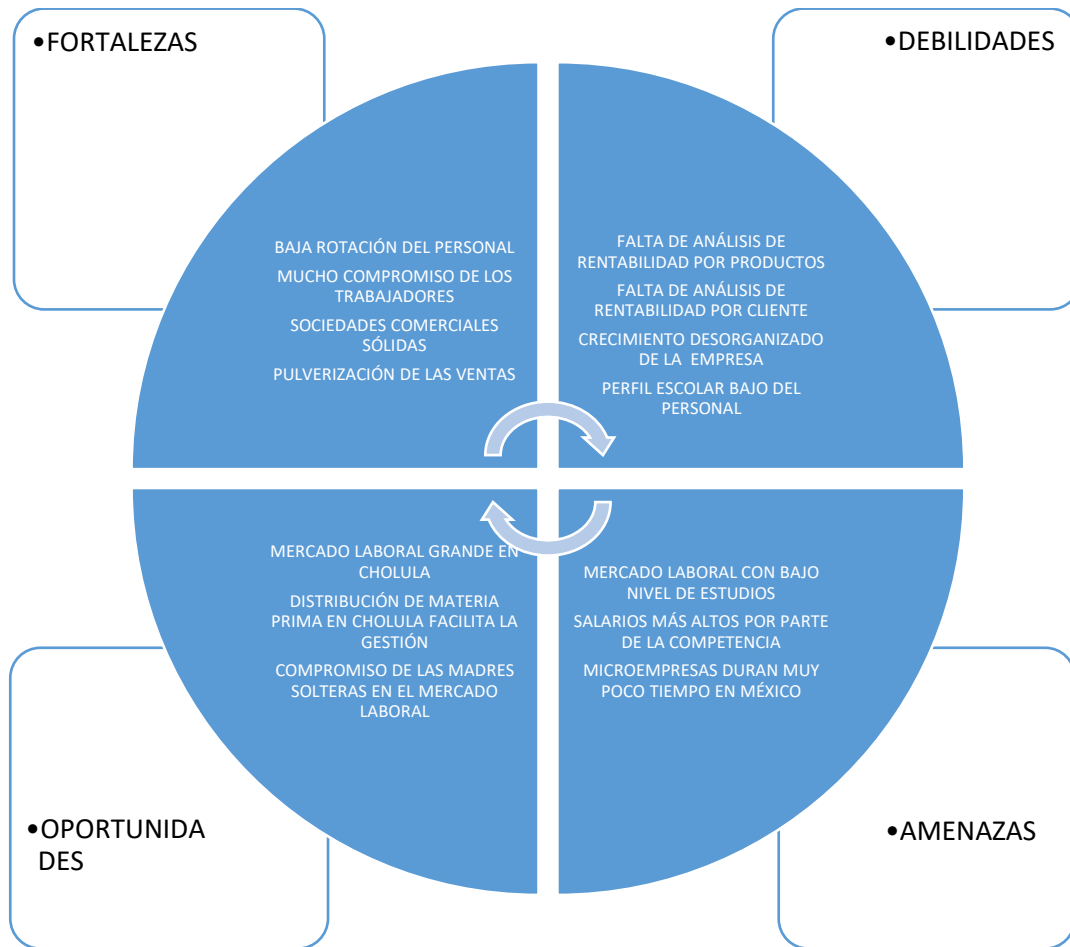 •FORTALEZAS
BAJA ROTACIÓN DEL PERSONAL
MUCHO COMPROMISO DE LOS
TRABAJADORES
SOCIEDADES COMERCIALES
SÓLIDAS
PULVERIZACIÓN DE LAS VENTAS
•DEBILIDADES
FALTA DE ANÁLISIS DE
RENTABILIDAD POR PRODUCTOS
FALTA DE ANÁLISIS DE
RENTABILIDAD POR CLIENTE
CRECIMIENTO DESORGANIZADO
DE LA EMPRESA
PERFIL ESCOLAR BAJO DEL
PERSONAL
MERCADO LABORAL GRANDE EN
CHOLULA
DISTRIBUCIÓN DE MATERIA
PRIMA EN CHOLULA FACILITA LA
GESTIÓN
COMPROMISO DE LAS MADRES
SOLTERAS EN EL MERCADO
LABORAL
•OPORTUNIDA
DES
MERCADO LABORAL CON BAJO
NIVEL DE ESTUDIOS
SALARIOS MÁS ALTOS POR PARTE
DE LA COMPETENCIA
MICROEMPRESAS DURAN MUY
POCO TIEMPO EN MÉXICO
•AMENAZAS